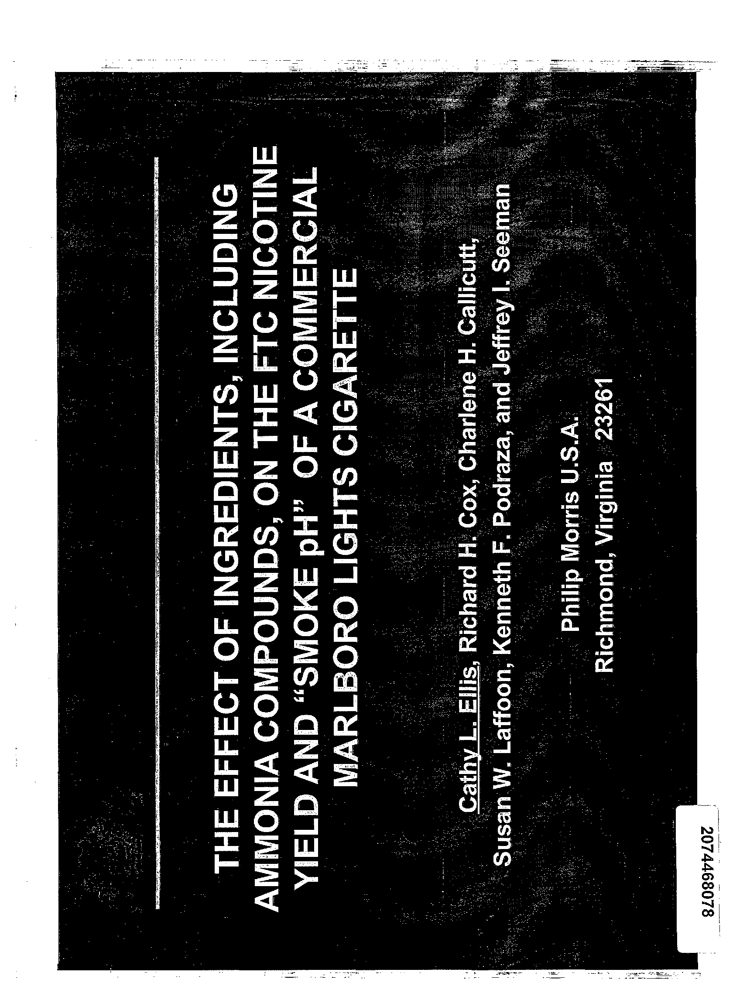 THE EFFECT OF INGREDIENTS, INCLUDING
AMMONIA COMPOUNDS, ON THE FTC NICOTINE
YIELD AND “SMOKE pH” OF A COMMERCIAL
MARLBORO LIGHTS CIGARETTE
Cathy L. Ellis, Richard H. Cox, Charlene H. Callicutt,
Susan W. Laffoon, Kenneth F. Podraza, and Jeffrey I. Seeman
Philip Morris U.S.A.
Richmond, Virginia 23261
2074468078